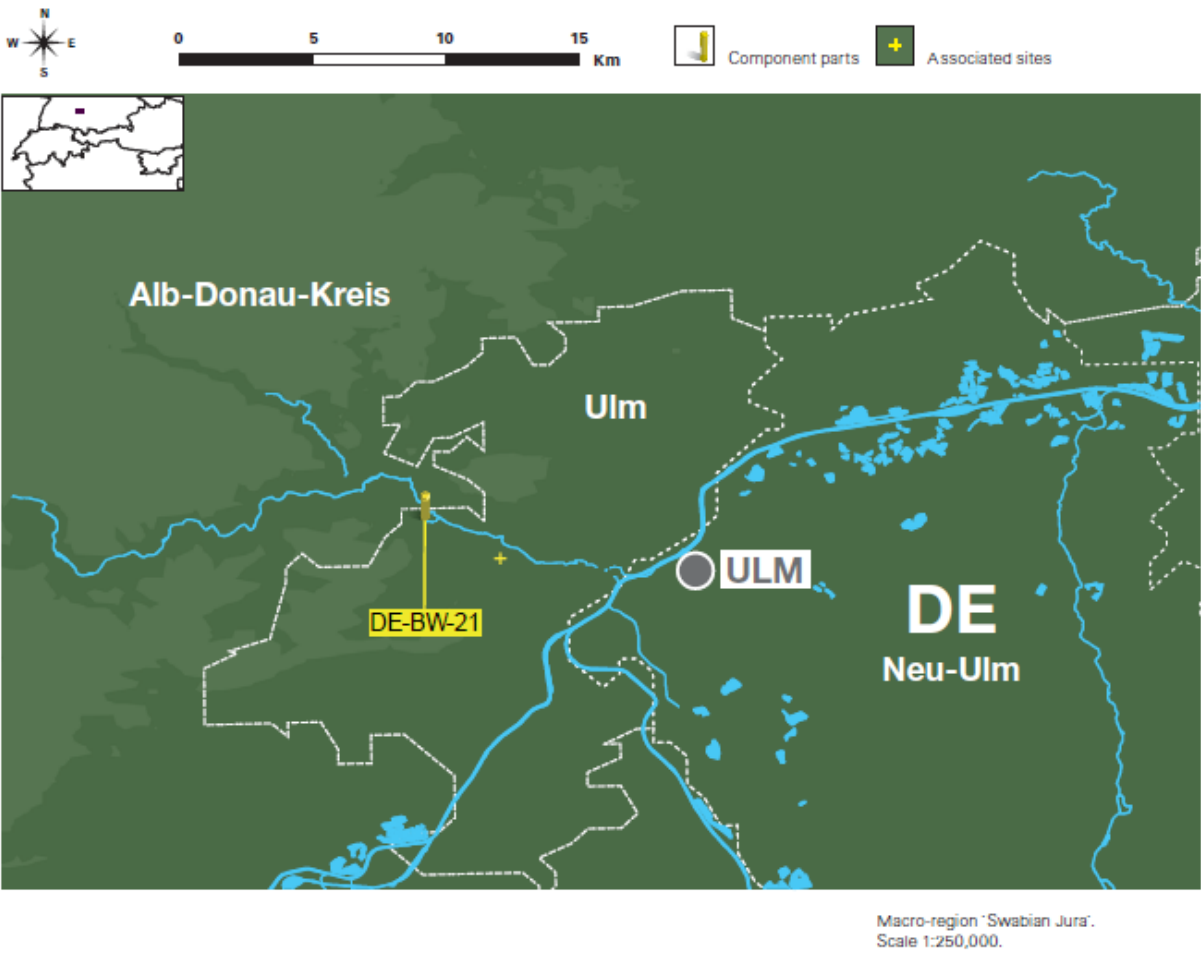 N
W E
S
0 5 10 15
Km
Component parts
Associated sites
Alb-Donau-Kreis
Ulm
ULM
DE
Neu-Ulm
DE-BW-21
Macro-region 'Swabian Jura'.
Scale 1:250,000.